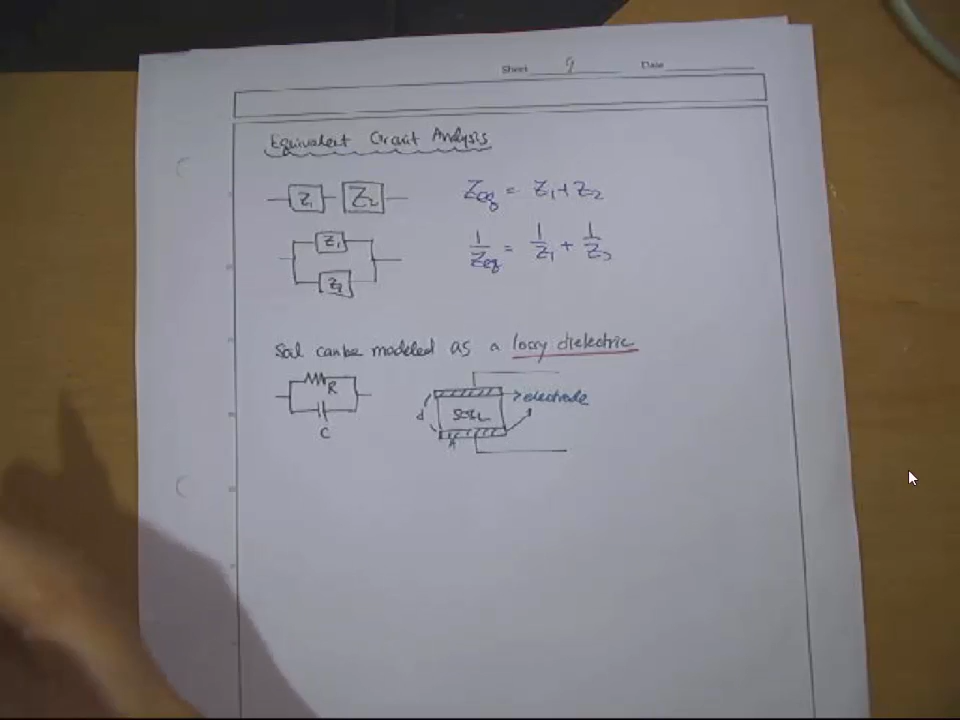 Sheet 9 Date
Equivalent Circuit Analysis
Z1 Z2 Zeq = Z1 + Z2
Z1
1/Zeq = 1/Z1 + 1/Z2
Z2
Soil can be modeled as a lossy dielectric
R
C
d SOIL electrode
A